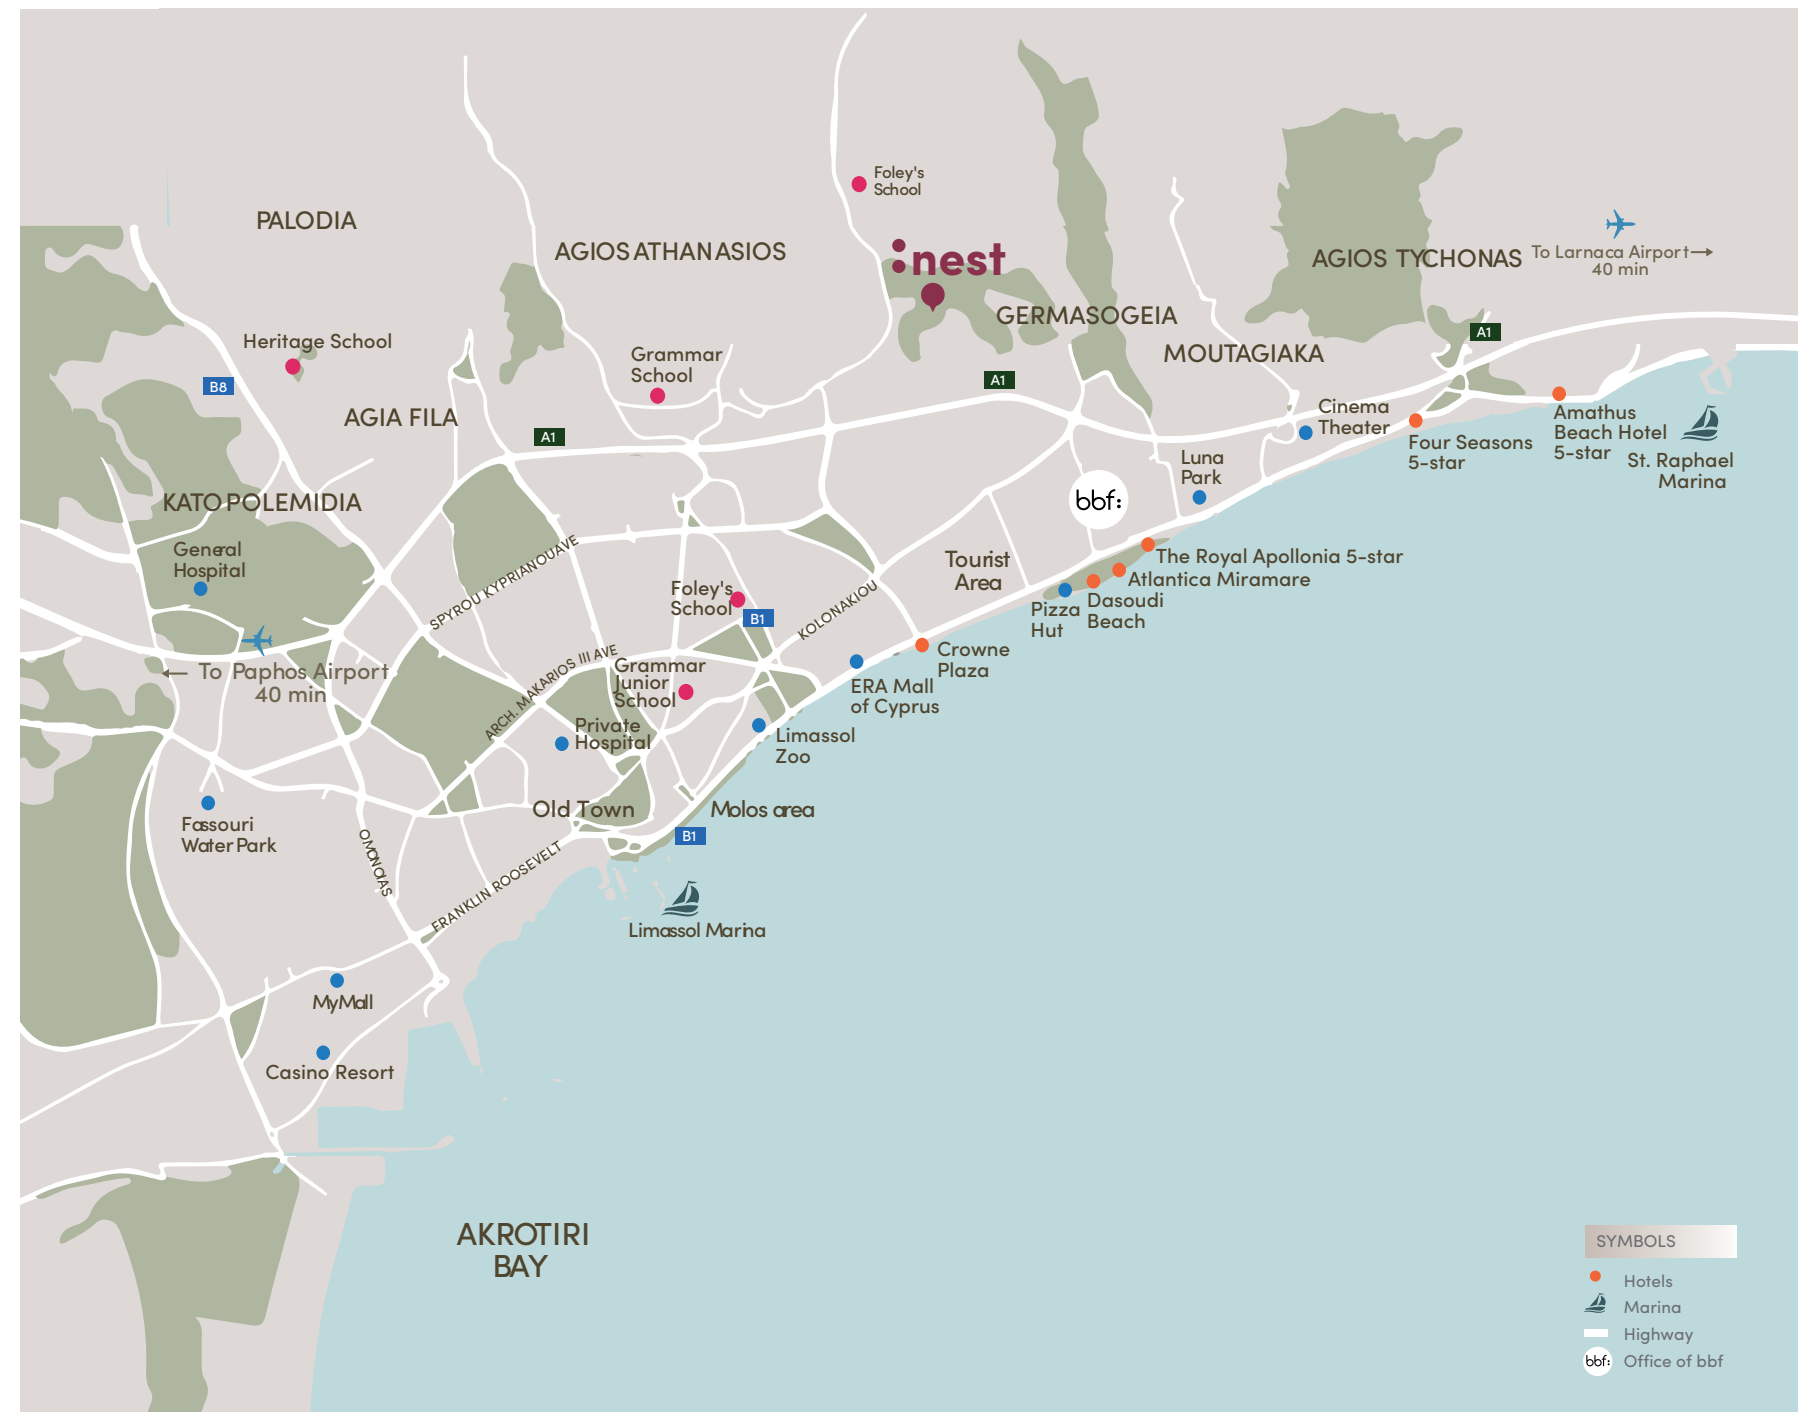 Foley's
School
PALODIA
AGIOS ATHANASIOS
:nest
AGIOS TYCHONAS
To Larnaca Airport→
40 min
GERMASOGEIA
A1
Heritage School
MOUTAGIAKA
Grammar
School
B8
A1
Cinema
Theater
Amathus
Beach Hotel
5-star
AGIA FILA
A1
Four Seasons
5-star
St. Raphael
Marina
Luna
Park
KATO POLEMIDIA
bbf:
General
Hospital
SPYROU KYPRIANOU AVE
Tourist
Area
The Royal Apollonia 5-star
Atlantica Miramare
Foley's
School
B1
KOLONAKIOU
Pizza
Hut
Dasoudi
Beach
← To Paphos Airport
40 min
ARCH. MAKARIOS III AVE
Grammar
Junior
School
Crowne
Plaza
ERA Mall
of Cyprus
Private
Hospital
Limassol
Zoo
Old Town
Molos area
Fassouri
Water Park
B1
OMONOIAS
FRANKLIN ROOSEVELT
Limassol Marina
MyMall
Casino Resort
AKROTIRI
BAY
SYMBOLS
Hotels
Marina
Highway
bbf: Office of bbf